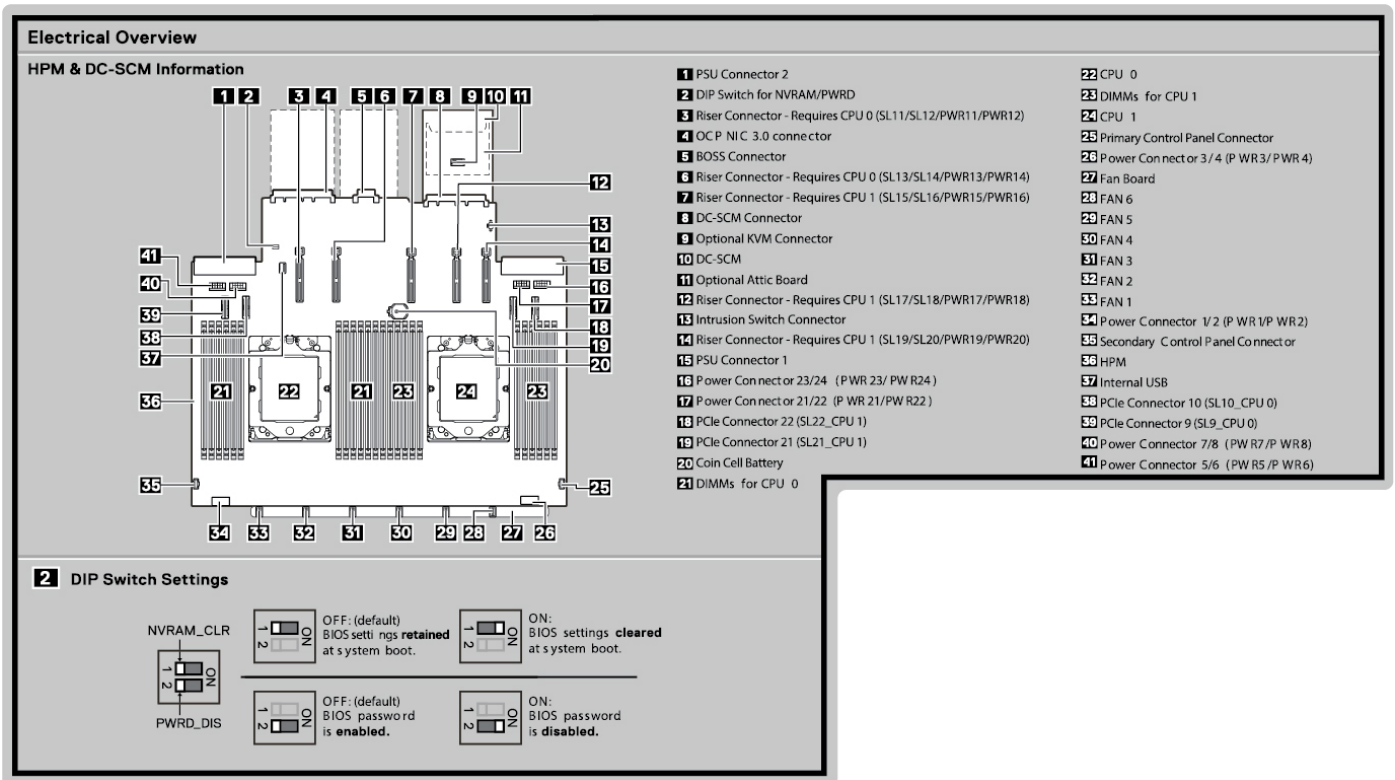 Electrical Overview
HPM & DC-SCM Information
1 2 3 4 5 6 7 8 9 10 11
12
13
14
15
16
17
18
19
20
41
40
39
38
37
36
35
21 22 21 23 24 23
25
34 33 32 31 30 29 28 27 26
1 PSU Connector 2
2 DIP Switch for NVRAM/PWRD
3 Riser Connector - Requires CPU 0 (SL11/SL12/PWR11/PWR12)
4 OCP NIC 3.0 connector
5 BOSS Connector
6 Riser Connector - Requires CPU 0 (SL13/SL14/PWR13/PWR14)
7 Riser Connector - Requires CPU 1 (SL15/SL16/PWR15/PWR16)
8 DC-SCM Connector
9 Optional KVM Connector
10 DC-SCM
11 Optional Attic Board
12 Riser Connector - Requires CPU 1 (SL17/SL18/PWR17/PWR18)
13 Intrusion Switch Connector
14 Riser Connector - Requires CPU 1 (SL19/SL20/PWR19/PWR20)
15 PSU Connector 1
16 Power Connector 23/24 (PWR 23/ PWR24)
17 Power Connector 21/22 (PWR 21/PWR22)
18 PCIe Connector 22 (SL22_CPU 1)
19 PCIe Connector 21 (SL21_CPU 1)
20 Coin Cell Battery
21 DIMMs for CPU 0
22 CPU 0
23 DIMMs for CPU 1
24 CPU 1
25 Primary Control Panel Connector
26 Power Connector 3/4 (PWR3/PWR4)
27 Fan Board
28 FAN 6
29 FAN 5
30 FAN 4
31 FAN 3
32 FAN 2
33 FAN 1
34 Power Connector 1/2 (PWR1/PWR2)
35 Secondary Control Panel Connector
36 HPM
37 Internal USB
38 PCIe Connector 10 (SL10_CPU 0)
39 PCIe Connector 9 (SL9_CPU 0)
40 Power Connector 7/8 (PWR7/PWR8)
41 Power Connector 5/6 (PWR5/PWR6)
2 DIP Switch Settings
NVRAM_CLR
1 2 ON
PWRD_DIS
1 2 ON
OFF: (default)
BIOS settings retained
at system boot.
1 2 ON
ON:
BIOS settings cleared
at system boot.
1 2 ON
OFF: (default)
BIOS password
is enabled.
1 2 ON
ON:
BIOS password
is disabled.